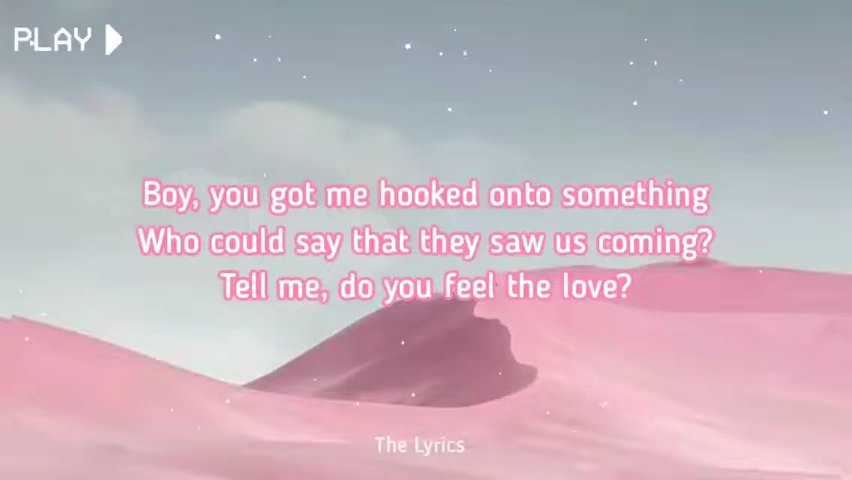 PLAY
Boy, you got me hooked onto something
Who could say that they saw us coming?
Tell me, do you feel the love?
The Lyrics